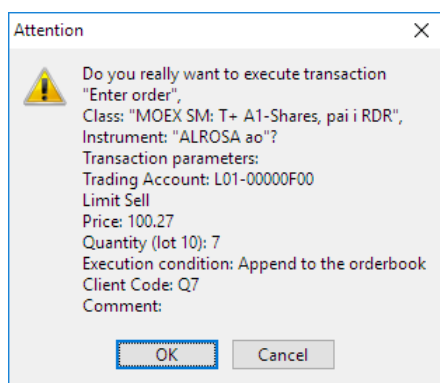 Attention
Do you really want to execute transaction
"Enter order",
Class: "MOEX SM: T+ A1-Shares, pai i RDR",
Instrument: "ALROSA ao"?
Transaction parameters:
Trading Account: L01-00000F00
Limit Sell
Price: 100.27
Quantity (lot 10): 7
Execution condition: Append to the orderbook
Client Code: Q7
Comment:
OK Cancel